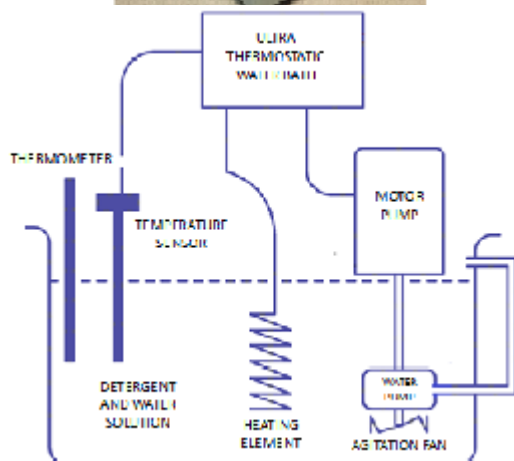 ULTRA
THERMOSTATIC
WATER BATH
THERMOMETER
TEMPERATURE
SENSOR
MOTOR
PUMP
DETERGENT
AND WATER
SOLUTION
HEATING
ELEMENT
WATER
PUMP
AGITATION FAN